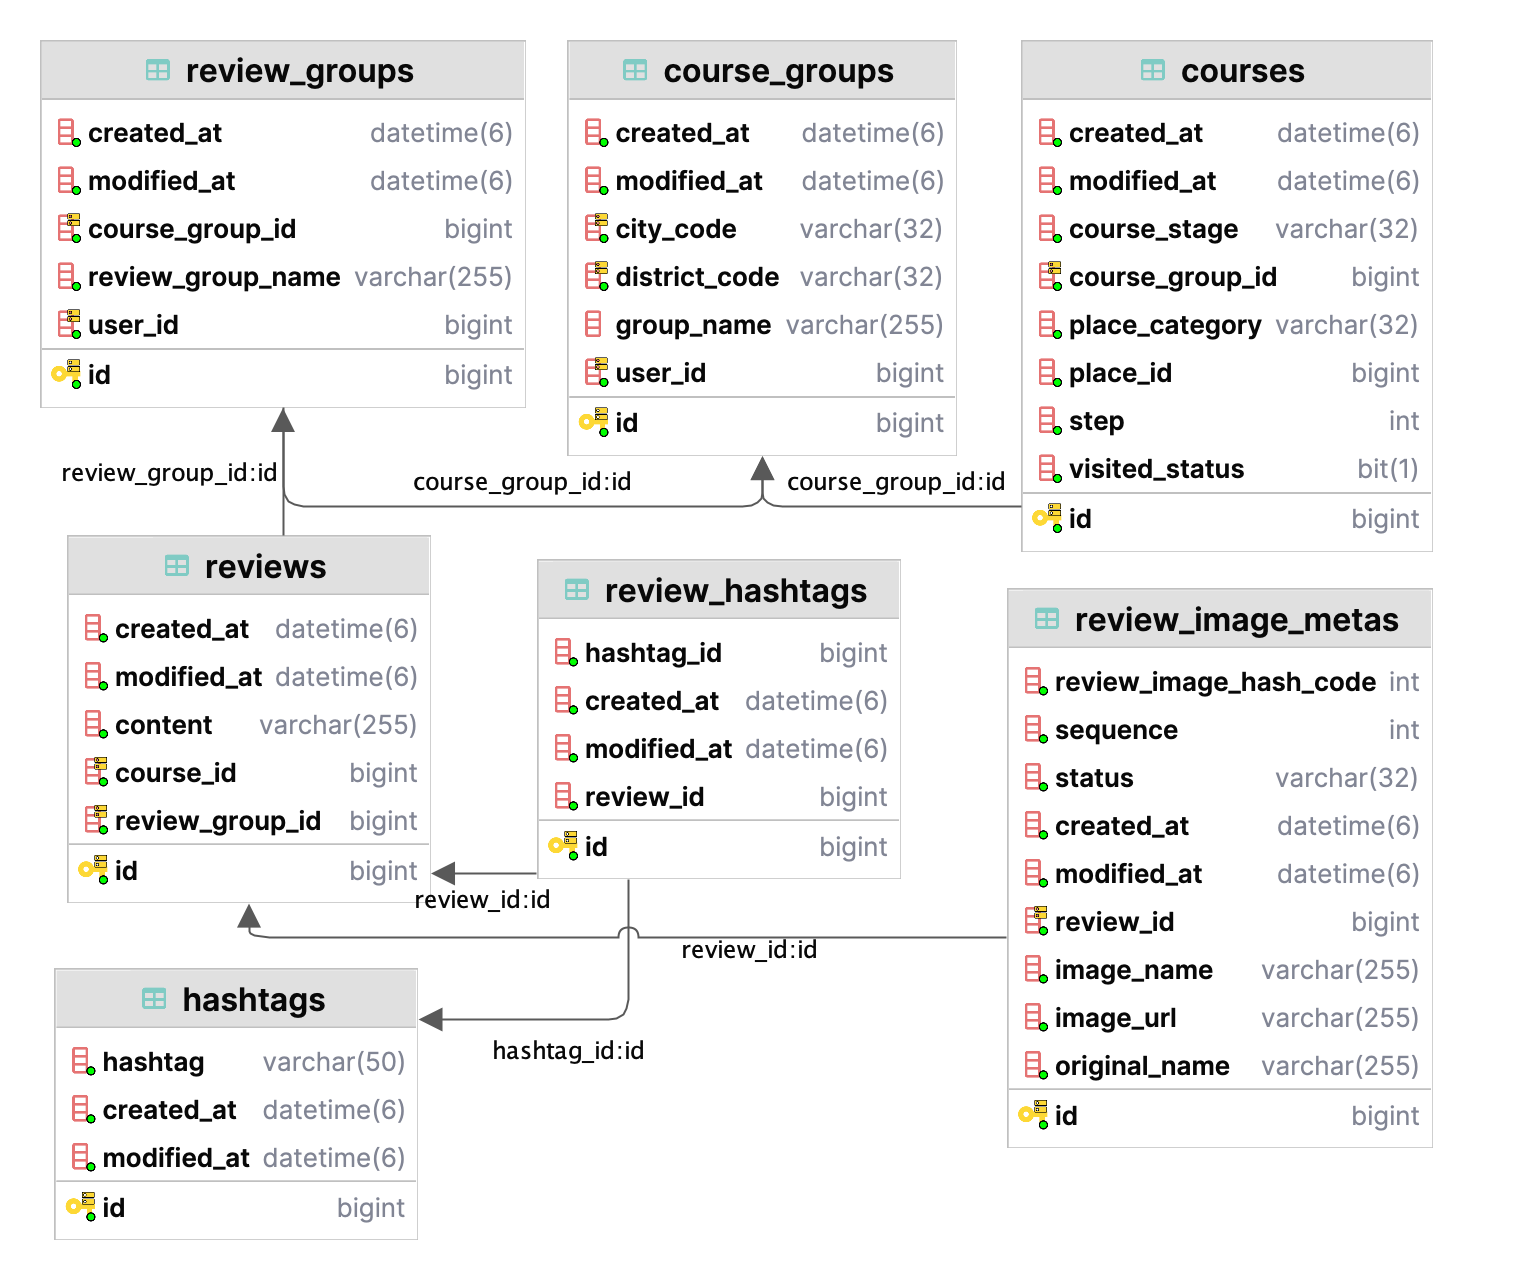 review_groups
created_at datetime(6)
modified_at datetime(6)
course_group_id bigint
review_group_name varchar(255)
user_id bigint
id bigint
course_groups
created_at datetime(6)
modified_at datetime(6)
city_code varchar(32)
district_code varchar(32)
group_name varchar(255)
user_id bigint
id bigint
courses
created_at datetime(6)
modified_at datetime(6)
course_stage varchar(32)
course_group_id bigint
place_category varchar(32)
place_id bigint
step int
visited_status bit(1)
id bigint
review_group_id:id
course_group_id:id
course_group_id:id
reviews
created_at datetime(6)
modified_at datetime(6)
content varchar(255)
course_id bigint
review_group_id bigint
id bigint
review_hashtags
hashtag_id bigint
created_at datetime(6)
modified_at datetime(6)
review_id bigint
id bigint
review_image_metas
review_image_hash_code int
sequence int
status varchar(32)
created_at datetime(6)
modified_at datetime(6)
review_id bigint
image_name varchar(255)
image_url varchar(255)
original_name varchar(255)
id bigint
review_id:id
review_id:id
hashtag_id:id
hashtags
hashtag varchar(50)
created_at datetime(6)
modified_at datetime(6)
id bigint